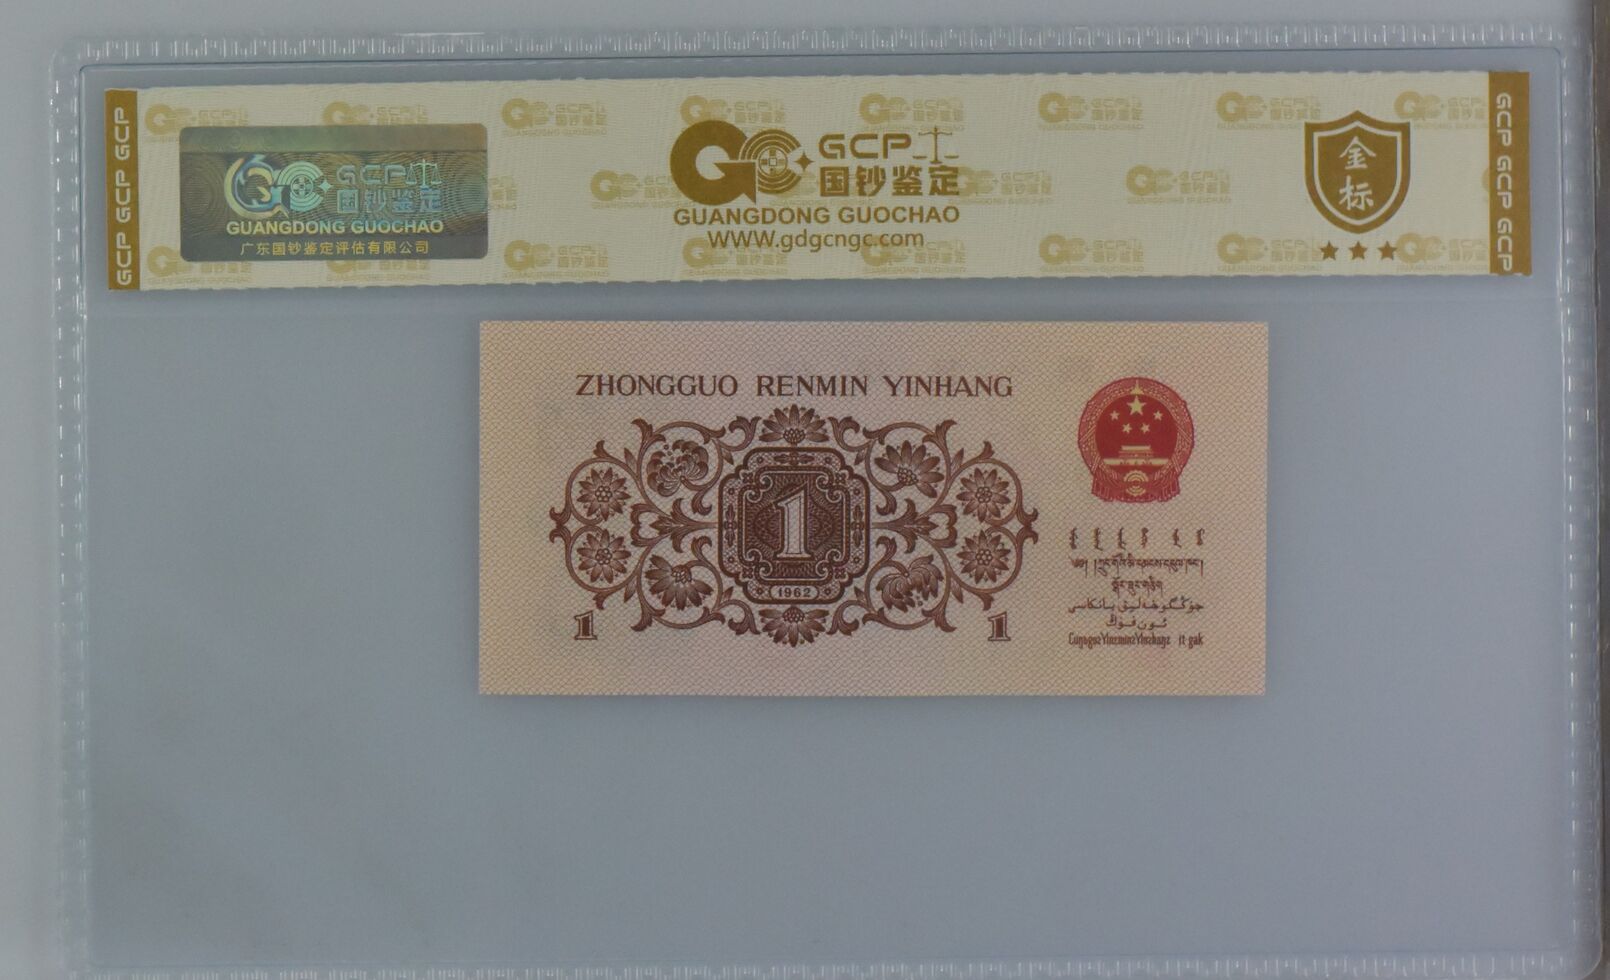 GCP GCP GCP
GCP
国钞鉴定
GUANGDONG GUOCHAO
广东国钞鉴定评估有限公司
GCP
国钞鉴定
GUANGDONG GUOCHAO
WWW.gdgcngc.com
金
标
GCP GCP GCP
ZHONGGUO RENMIN YINHANG
1
1962
1
1